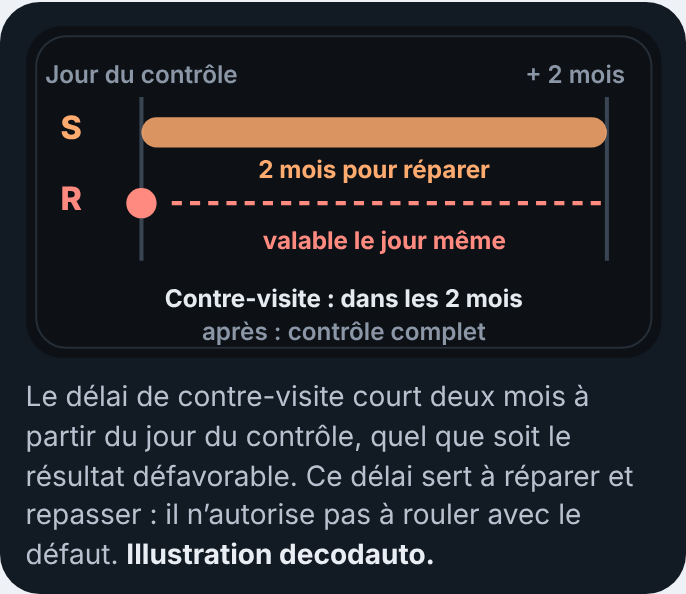 Jour du contrôle
+ 2 mois
S
2 mois pour réparer
R
valable le jour même
Contre-visite : dans les 2 mois
après : contrôle complet
Le délai de contre-visite court deux mois à
partir du jour du contrôle, quel que soit le
résultat défavorable. Ce délai sert à réparer et
repasser : il n’autorise pas à rouler avec le
défaut. Illustration decodauto.